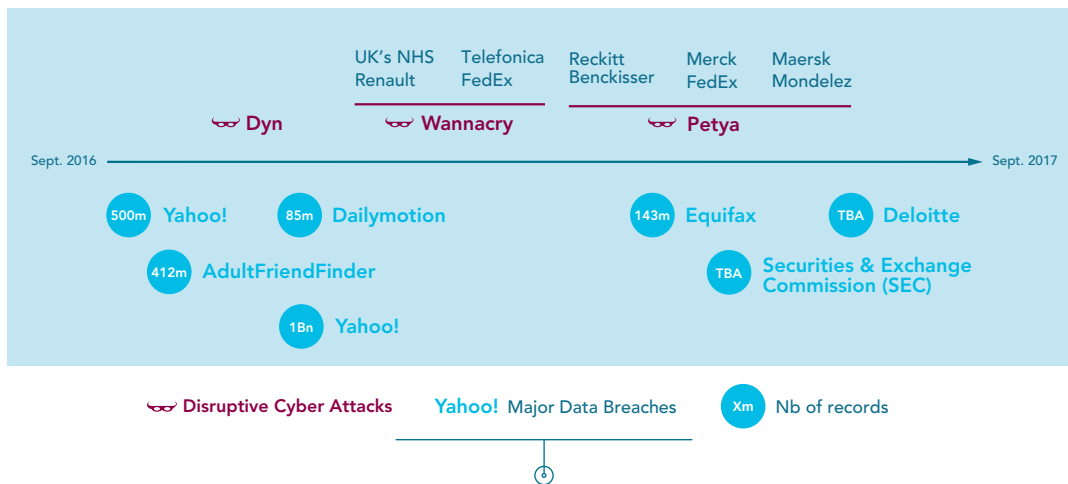 UK's NHS
Renault
Telefonica
FedEx
Reckitt
Benckisser
Merck
FedEx
Maersk
Mondelez
Dyn
Wannacry
Petya
Sept. 2016
Sept. 2017
500m Yahoo!
85m Dailymotion
143m Equifax
TBA Deloitte
412m AdultFriendFinder
TBA Securities & Exchange
Commission (SEC)
1Bn Yahoo!
Disruptive Cyber Attacks
Yahoo! Major Data Breaches
Xm Nb of records